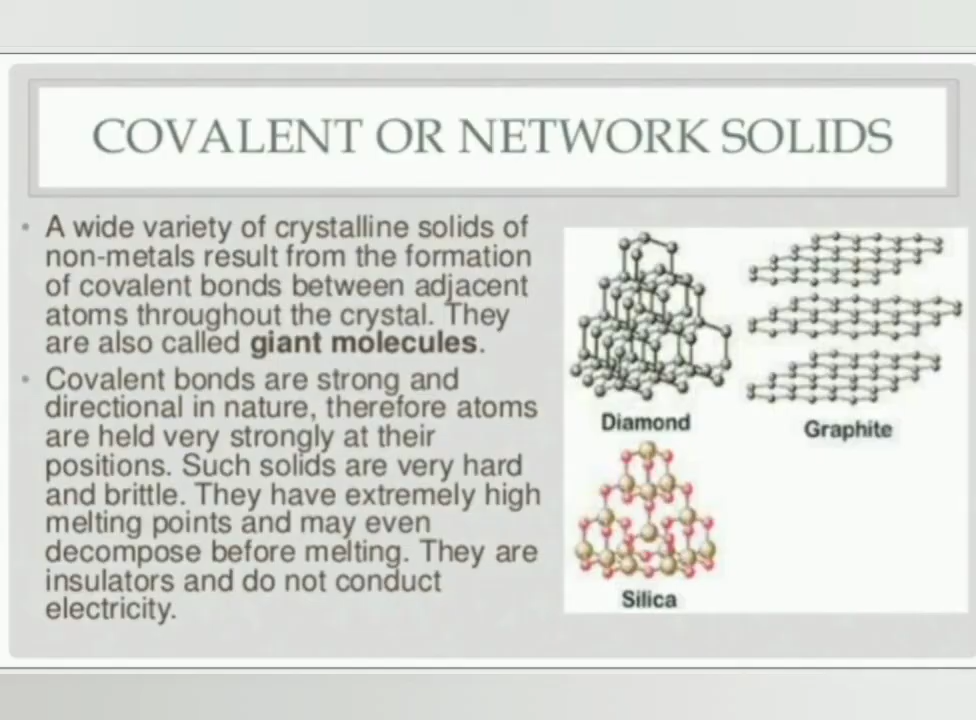 COVALENT OR NETWORK SOLIDS
• A wide variety of crystalline solids of
non-metals result from the formation
of covalent bonds between adjacent
atoms throughout the crystal. They
are also called giant molecules.
• Covalent bonds are strong and
directional in nature, therefore atoms
are held very strongly at their
positions. Such solids are very hard
and brittle. They have extremely high
melting points and may even
decompose before melting. They are
insulators and do not conduct
electricity.
Diamond
Graphite
Silica